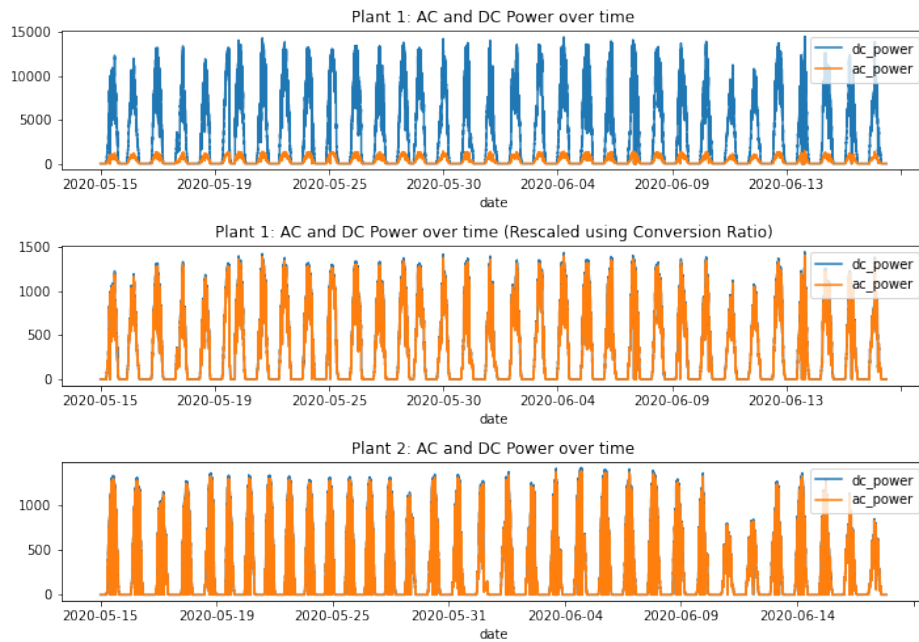 Plant 1: AC and DC Power over time
15000
10000
5000
0
dc_power
ac_power
2020-05-15 2020-05-19 2020-05-25 2020-05-30 2020-06-04 2020-06-09 2020-06-13
date
Plant 1: AC and DC Power over time (Rescaled using Conversion Ratio)
1500
1000
500
0
dc_power
ac_power
2020-05-15 2020-05-19 2020-05-25 2020-05-30 2020-06-04 2020-06-09 2020-06-13
date
Plant 2: AC and DC Power over time
1000
500
0
dc_power
ac_power
2020-05-15 2020-05-19 2020-05-25 2020-05-31 2020-06-04 2020-06-09 2020-06-14
date